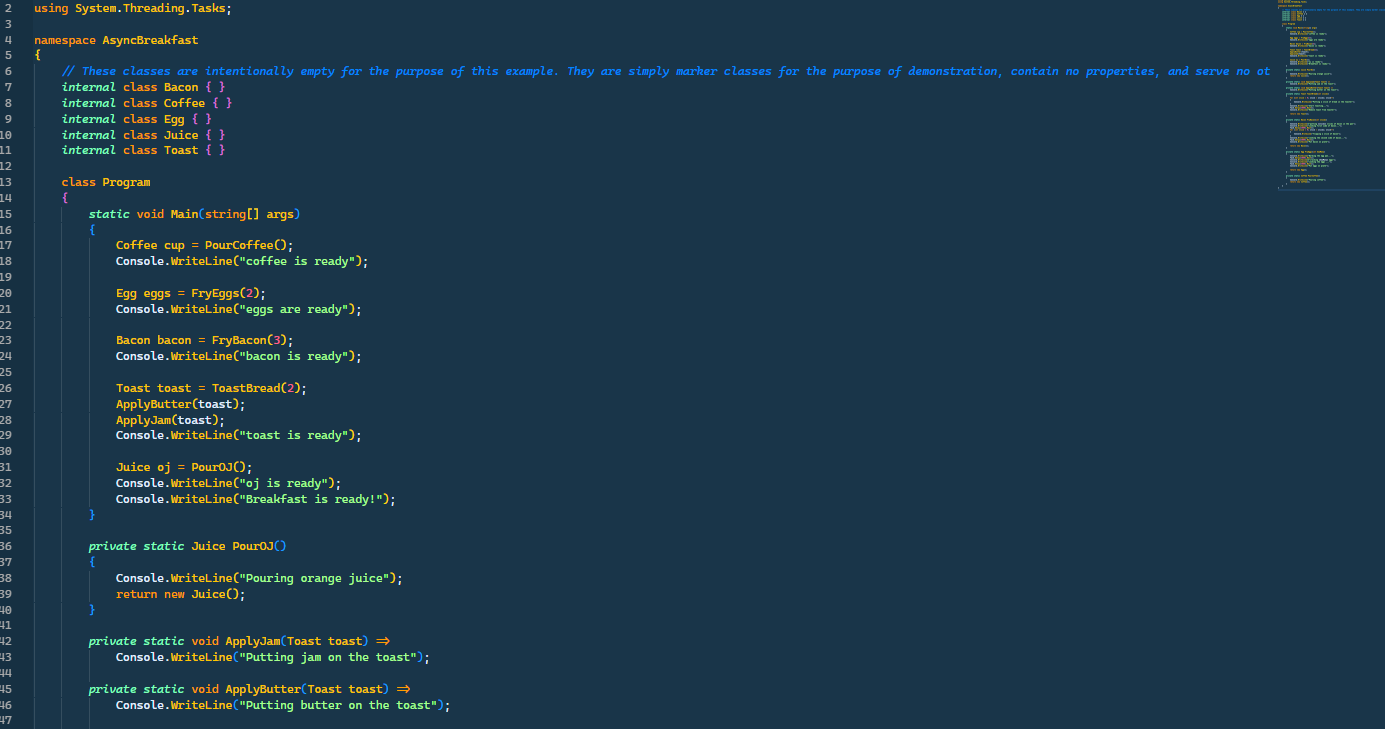 2 using System.Threading.Tasks;
3
4 namespace AsyncBreakfast
5 {
6 // These classes are intentionally empty for the purpose of this example. They are simply marker classes for the purpose of demonstration, contain no properties, and serve no ot
7 internal class Bacon { }
8 internal class Coffee { }
9 internal class Egg { }
10 internal class Juice { }
11 internal class Toast { }
12
13 class Program
14 {
15 static void Main(string[] args)
16 {
17 Coffee cup = PourCoffee();
18 Console.WriteLine("coffee is ready");
19
20 Egg eggs = FryEggs(2);
21 Console.WriteLine("eggs are ready");
22
23 Bacon bacon = FryBacon(3);
24 Console.WriteLine("bacon is ready");
25
26 Toast toast = ToastBread(2);
27 ApplyButter(toast);
28 ApplyJam(toast);
29 Console.WriteLine("toast is ready");
30
31 Juice oj = PourOJ();
32 Console.WriteLine("oj is ready");
33 Console.WriteLine("Breakfast is ready!");
34 }
35
36 private static Juice PourOJ()
37 {
38 Console.WriteLine("Pouring orange juice");
39 return new Juice();
40 }
41
42 private static void ApplyJam(Toast toast) =>
43 Console.WriteLine("Putting jam on the toast");
44
45 private static void ApplyButter(Toast toast) =>
46 Console.WriteLine("Putting butter on the toast");
47